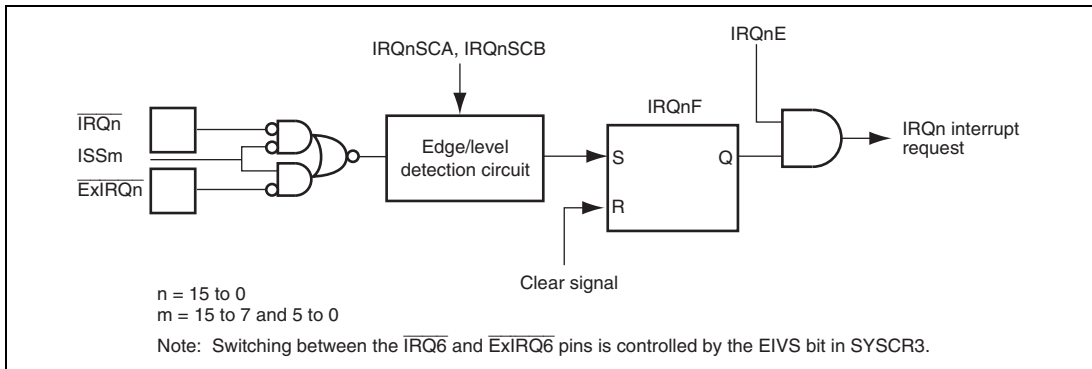 IRQnSCA, IRQnSCB
IRQnE
IRQn
ISSm
ExIRQn
Edge/level
detection circuit
IRQnF
S
Q
R
IRQn interrupt
request
Clear signal
n = 15 to 0
m = 15 to 7 and 5 to 0
Note: Switching between the IRQ6 and ExIRQ6 pins is controlled by the EIVS bit in SYSCR3.